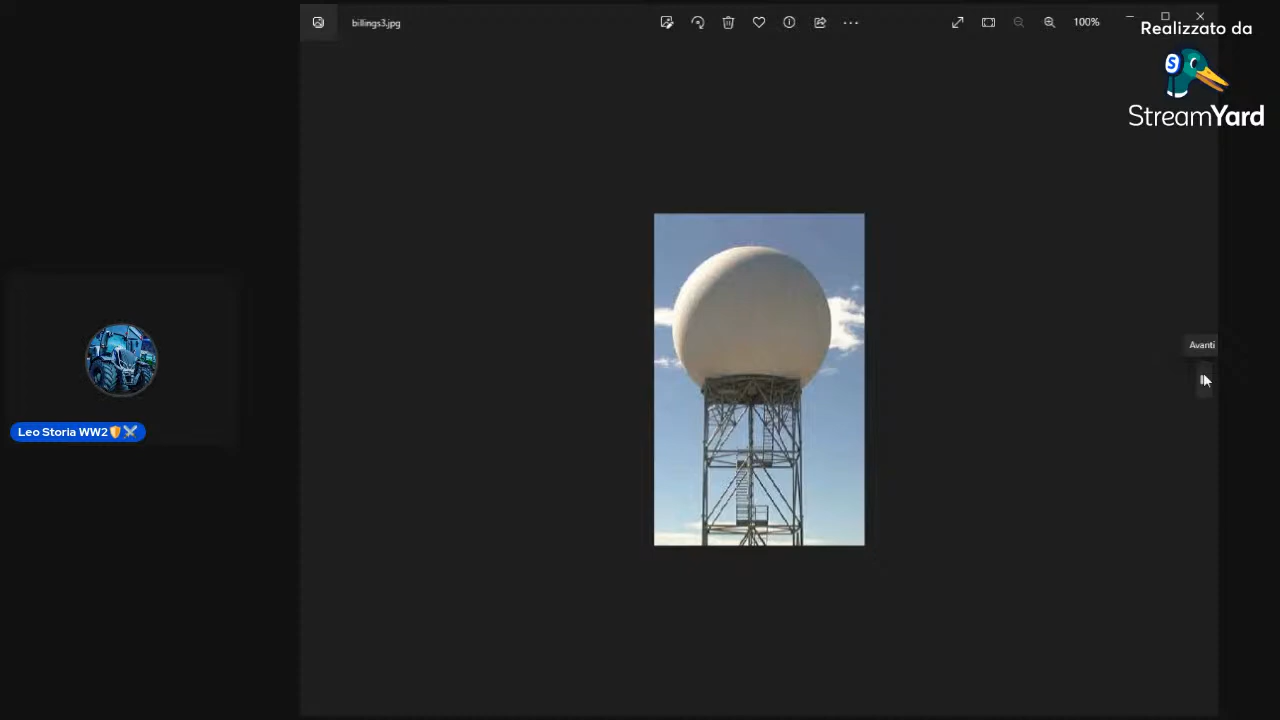 billings3.jpg
100%
Realizzato da
S
StreamYard
Avanti
Leo Storia WW2🛡️⚔️